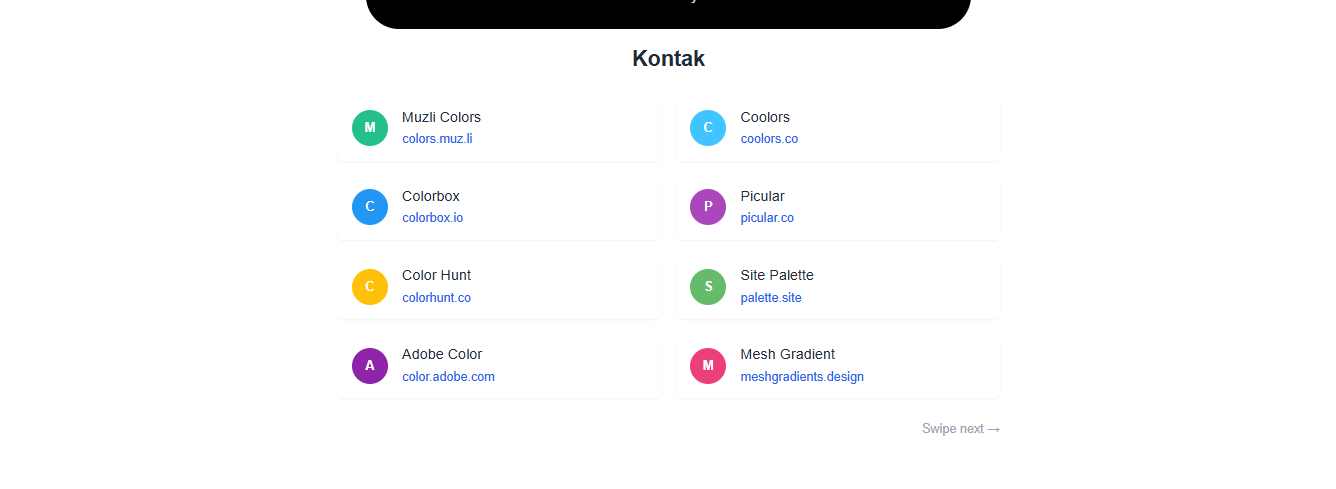 Kontak
M
Muzli Colors
colors.muz.li
C
Coolors
coolors.co
C
Colorbox
colorbox.io
P
Picular
picular.co
C
Color Hunt
colorhunt.co
S
Site Palette
palette.site
A
Adobe Color
color.adobe.com
M
Mesh Gradient
meshgradients.design
Swipe next →